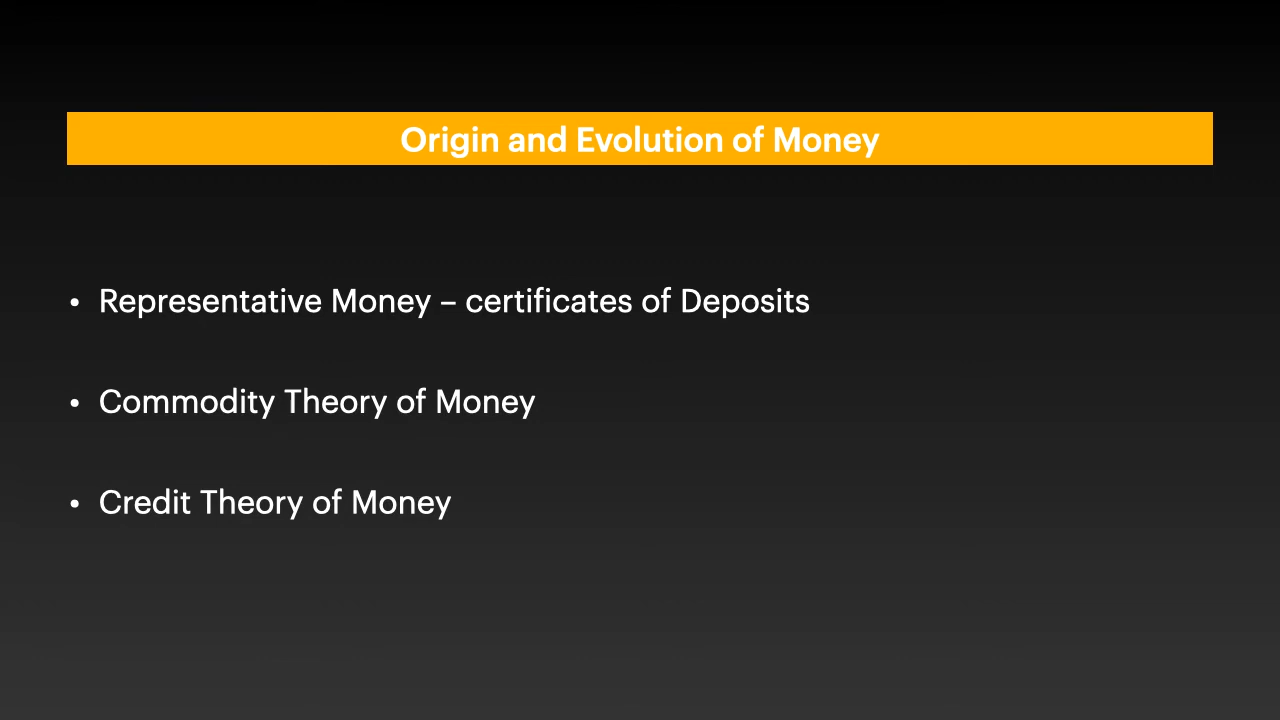 Origin and Evolution of Money
• Representative Money – certificates of Deposits
• Commodity Theory of Money
• Credit Theory of Money